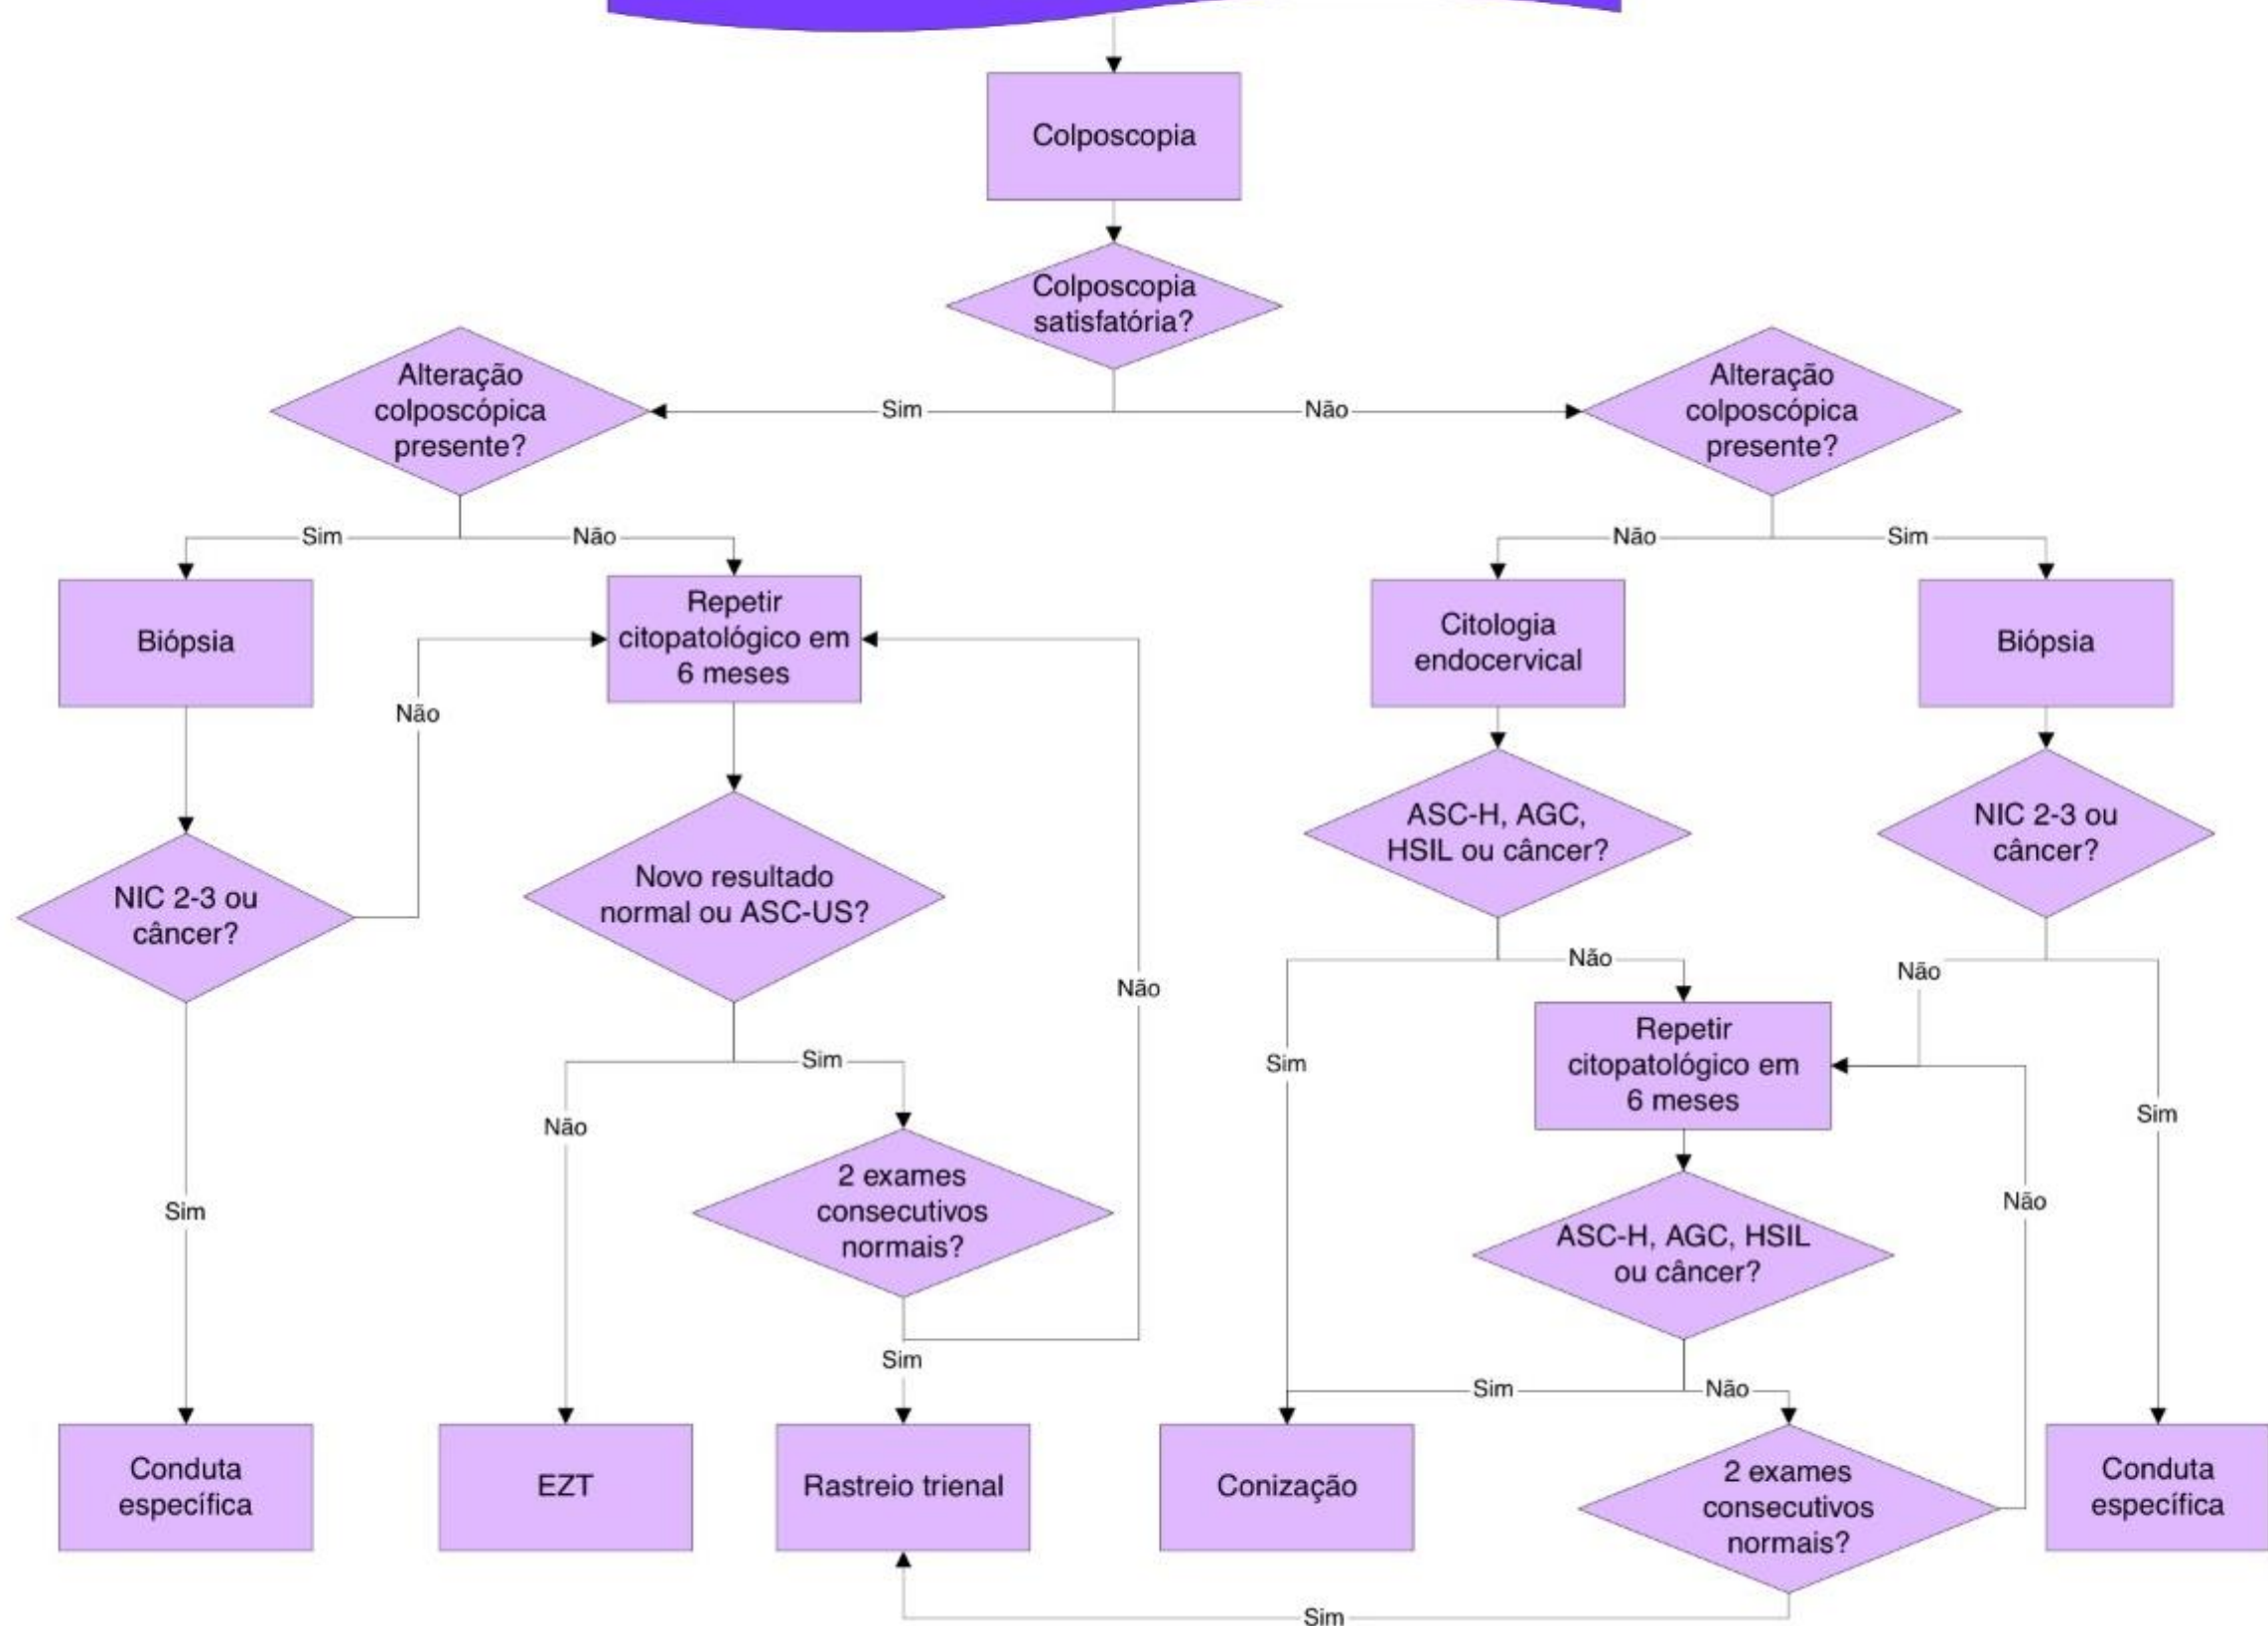 Colposcopia
Colposcopia
satisfatória?
Alteração
colposcópica
presente?
Sim
Não
Alteração
colposcópica
presente?
Sim
Não
Não
Sim
Biópsia
Repetir
citopatológico em
6 meses
Citologia
endocervical
Biópsia
Não
NIC 2-3 ou
câncer?
Novo resultado
normal ou ASC-US?
ASC-H, AGC,
HSIL ou câncer?
NIC 2-3 ou
câncer?
Não
Não
Não
Sim
Repetir
citopatológico em
6 meses
Sim
Sim
Não
2 exames
consecutivos
normais?
Sim
Não
ASC-H, AGC, HSIL
ou câncer?
Sim
Sim
Não
Conduta
específica
EZT
Rastreio trienal
Conização
2 exames
consecutivos
normais?
Conduta
específica
Sim